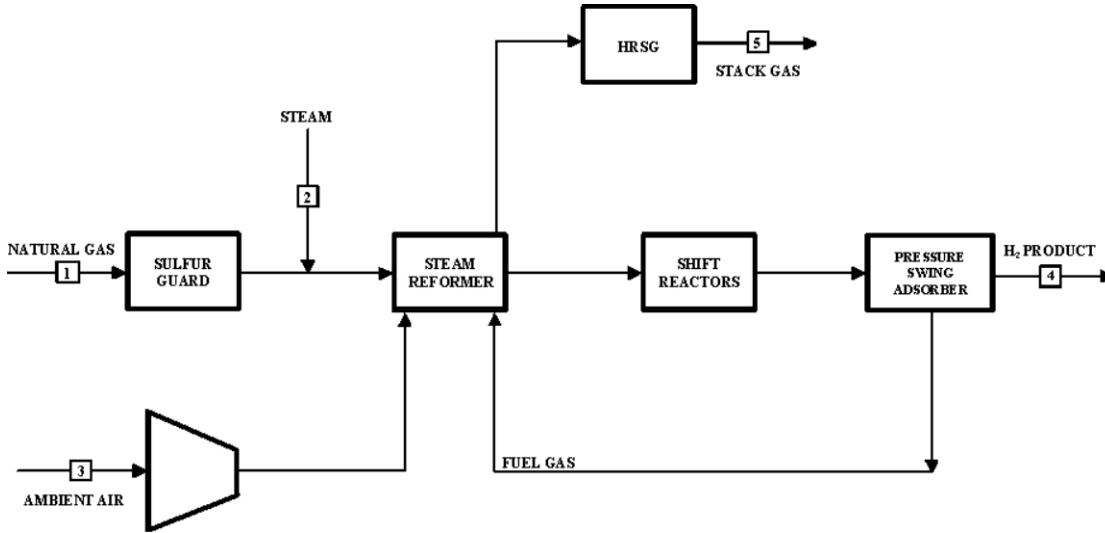 HRSG
5
STACK GAS
STEAM
2
NATURAL GAS
1
SULFUR
GUARD
STEAM
REFORMER
SHIFT
REACTORS
PRESSURE
SWING
ADSORBER
H₂ PRODUCT
4
3
AMBIENT AIR
FUEL GAS